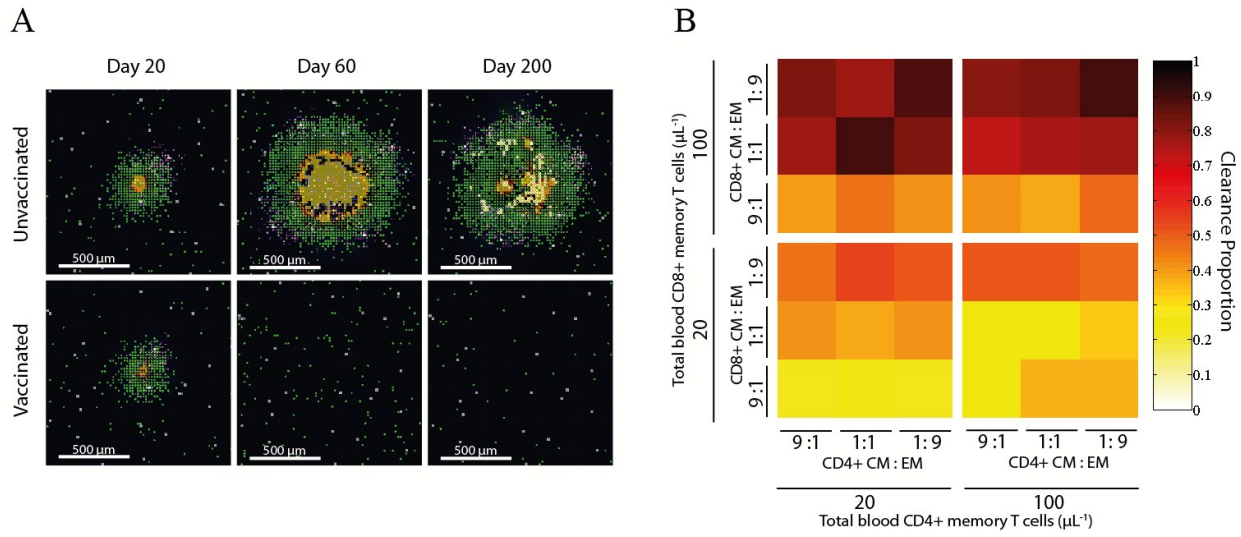 A
Day 20
Day 60
Day 200
Unvaccinated
500 µm
500 µm
500 µm
Vaccinated
500 µm
500 µm
500 µm
B
Total blood CD8+ memory T cells (µL⁻¹)
100
CD8+ CM : EM
1:9
1:1
9:1
20
CD8+ CM : EM
1:9
1:1
9:1
9:1 1:1 1:9 9:1 1:1 1:9
CD4+ CM : EM CD4+ CM : EM
20 100
Total blood CD4+ memory T cells (µL⁻¹)
1
0.9
0.8
0.7
0.6
0.5
0.4
0.3
0.2
0.1
0
Clearance Proportion